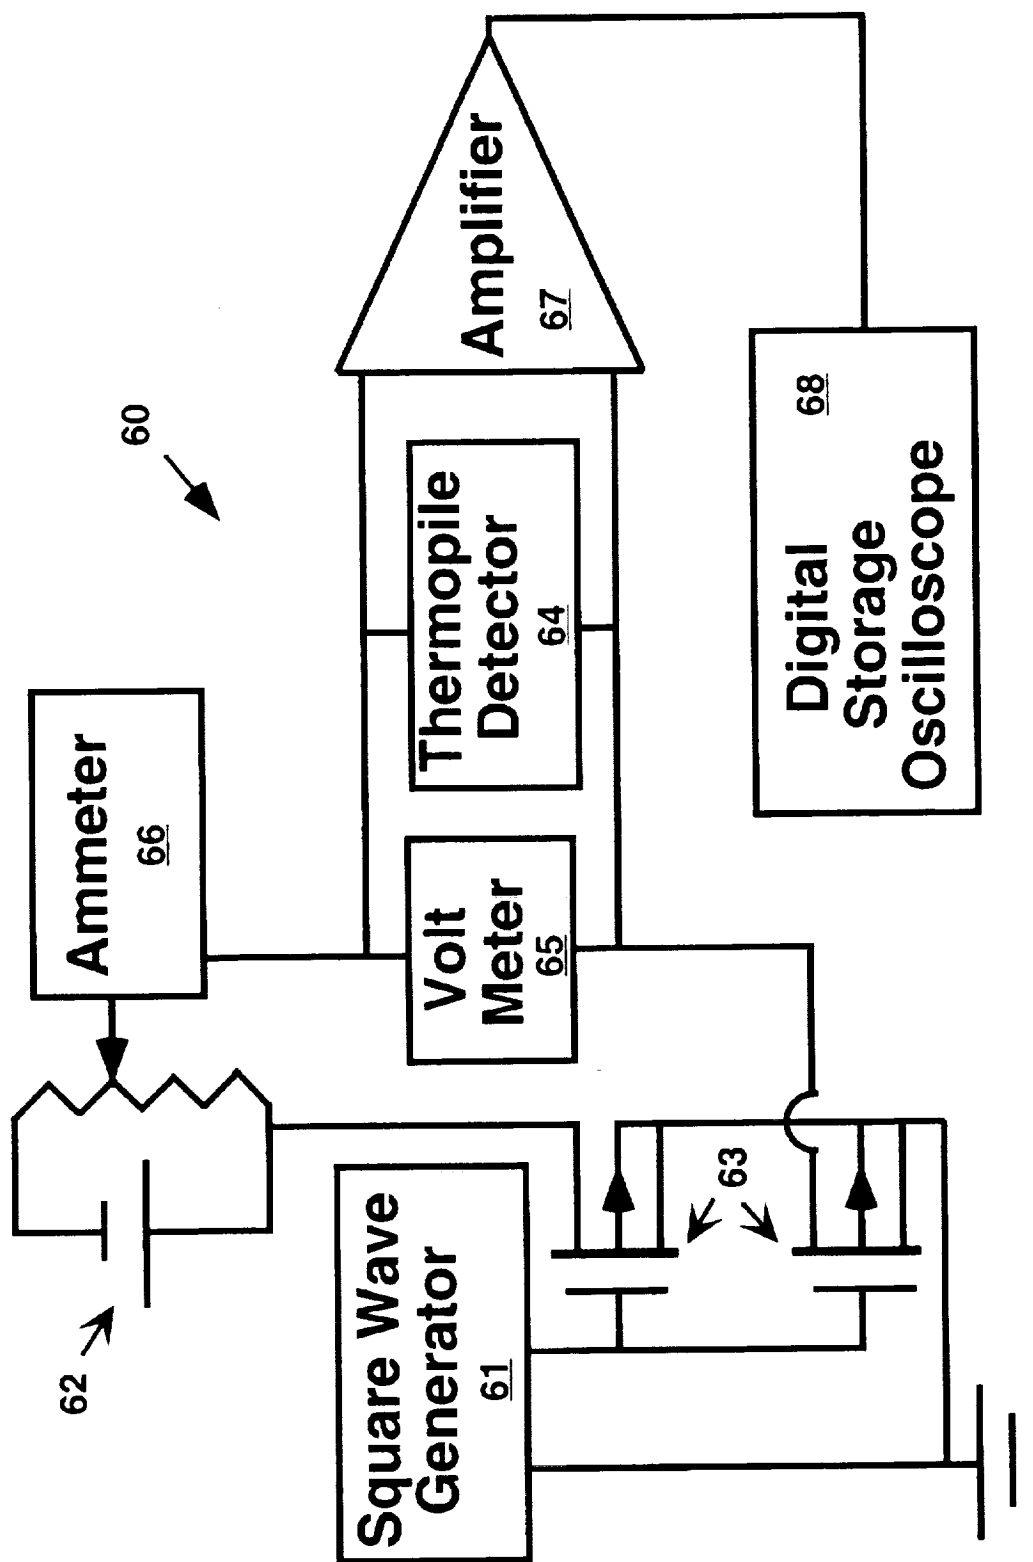 60
62
Ammeter
66
Square Wave
Generator
61
63
Volt
Meter
65
Thermopile
Detector
64
Amplifier
67
Digital
Storage
Oscilloscope
68